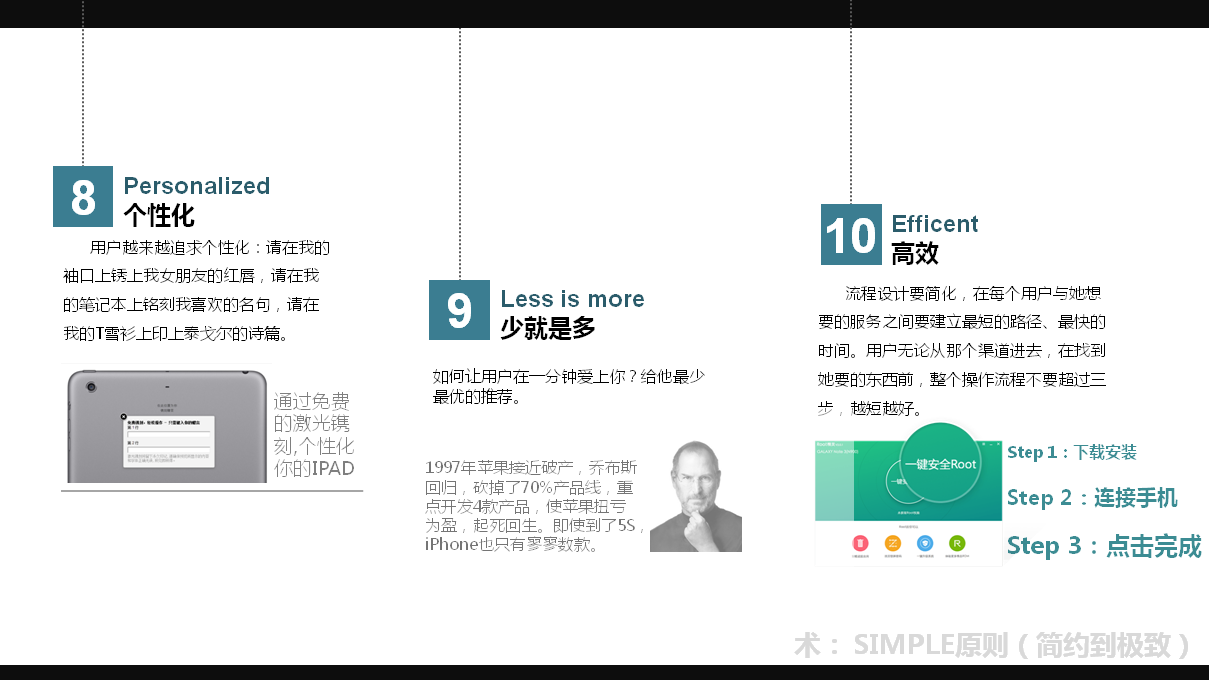 8
Personalized
个性化
用户越来越追求个性化：请在我的
袖口上锈上我女朋友的红唇，请在我
的笔记本上铭刻我喜欢的名句，请在
我的T雪衫上印上泰戈尔的诗篇。
通过免费
的激光镌
刻,个性化
你的IPAD
9
Less is more
少就是多
如何让用户在一分钟爱上你？给他最少
最优的推荐。
1997年苹果接近破产，乔布斯
回归，砍掉了70%产品线，重
点开发4款产品，使苹果扭亏
为盈，起死回生。即使到了5S，
iPhone也只有寥寥数款。
10
Efficent
高效
流程设计要简化，在每个用户与她想
要的服务之间要建立最短的路径、最快的
时间。用户无论从那个渠道进去，在找到
她要的东西前，整个操作流程不要超过三
步，越短越好。
一键安全Root
Step 1：下载安装
Step 2：连接手机
Step 3：点击完成
术： SIMPLE原则（简约到极致）